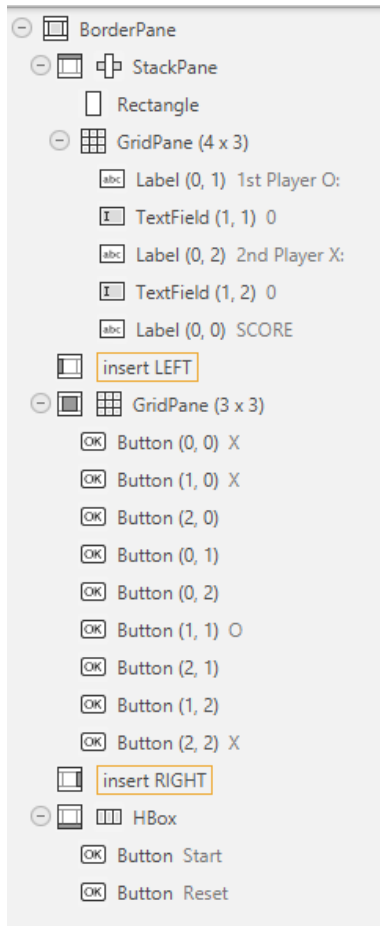 BorderPane
StackPane
Rectangle
GridPane (4 x 3)
abc Label (0, 1) 1st Player O:
TextField (1, 1) 0
abc Label (0, 2) 2nd Player X:
TextField (1, 2) 0
abc Label (0, 0) SCORE
insert LEFT
GridPane (3 x 3)
OK Button (0, 0) X
OK Button (1, 0) X
OK Button (2, 0)
OK Button (0, 1)
OK Button (0, 2)
OK Button (1, 1) O
OK Button (2, 1)
OK Button (1, 2)
OK Button (2, 2) X
insert RIGHT
HBox
OK Button Start
OK Button Reset